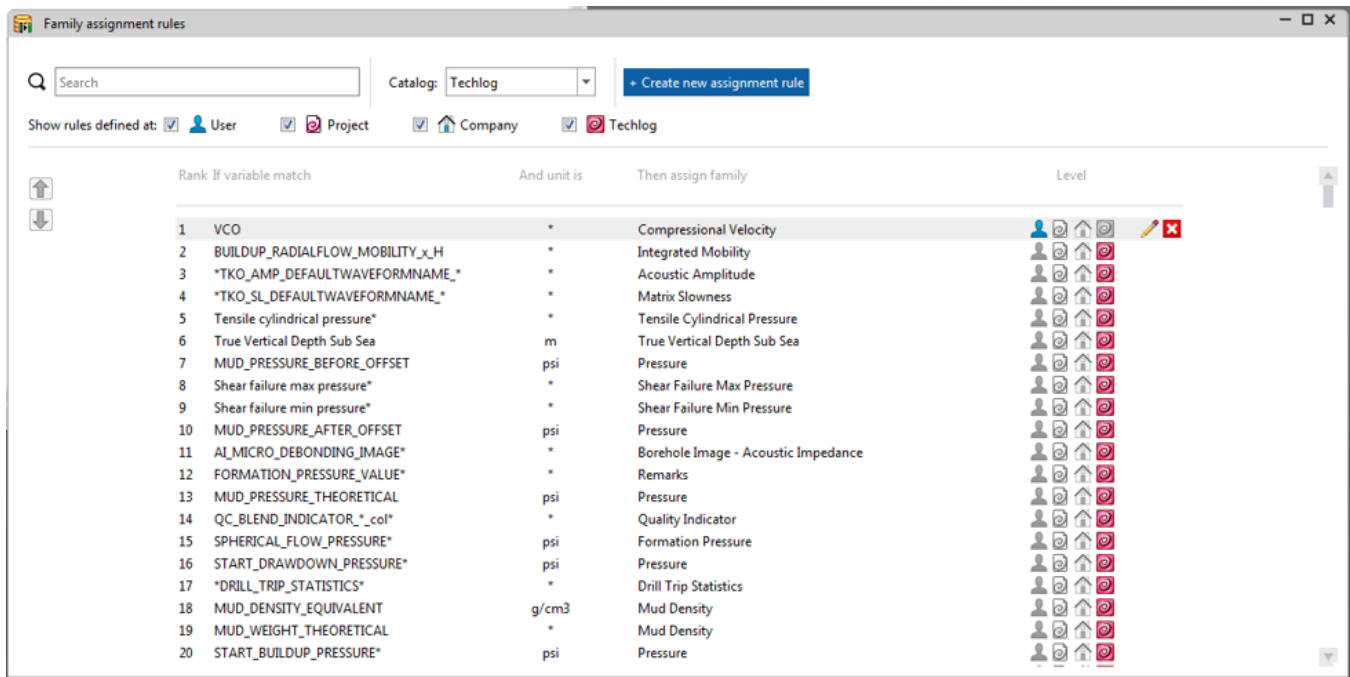 Family assignment rules
Search Catalog: Techlog + Create new assignment rule
Show rules defined at: User Project Company Techlog
Rank If variable match And unit is Then assign family Level
1 VCO * Compressional Velocity
2 BUILDUP_RADIALFLOW_MOBILITY_x_H * Integrated Mobility
3 *TKO_AMP_DEFAULTWAVEFORMNAME_* * Acoustic Amplitude
4 *TKO_SL_DEFAULTWAVEFORMNAME_* * Matrix Slowness
5 Tensile cylindrical pressure* * Tensile Cylindrical Pressure
6 True Vertical Depth Sub Sea m True Vertical Depth Sub Sea
7 MUD_PRESSURE_BEFORE_OFFSET psi Pressure
8 Shear failure max pressure* * Shear Failure Max Pressure
9 Shear failure min pressure* * Shear Failure Min Pressure
10 MUD_PRESSURE_AFTER_OFFSET psi Pressure
11 AI_MICRO_DEBONDING_IMAGE* * Borehole Image - Acoustic Impedance
12 FORMATION_PRESSURE_VALUE* * Remarks
13 MUD_PRESSURE_THEORETICAL psi Pressure
14 QC_BLEND_INDICATOR_*_col* * Quality Indicator
15 SPHERICAL_FLOW_PRESSURE* psi Formation Pressure
16 START_DRAWDOWN_PRESSURE* psi Pressure
17 *DRILL_TRIP_STATISTICS* * Drill Trip Statistics
18 MUD_DENSITY_EQUIVALENT g/cm3 Mud Density
19 MUD_WEIGHT_THEORETICAL * Mud Density
20 START_BUILDUP_PRESSURE* psi Pressure